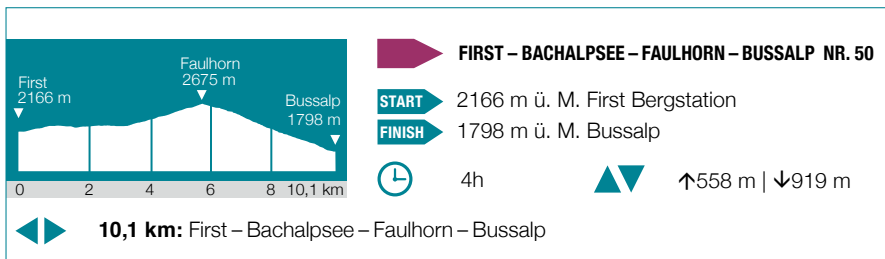 FIRST – BACHALPSEE – FAULHORN – BUSSALP NR. 50
First
2166 m
Faulhorn
2675 m
Bussalp
1798 m
0 2 4 6 8 10,1 km
START 2166 m ü. M. First Bergstation
FINISH 1798 m ü. M. Bussalp
4h ↑558 m | ↓919 m
10,1 km: First – Bachalpsee – Faulhorn – Bussalp